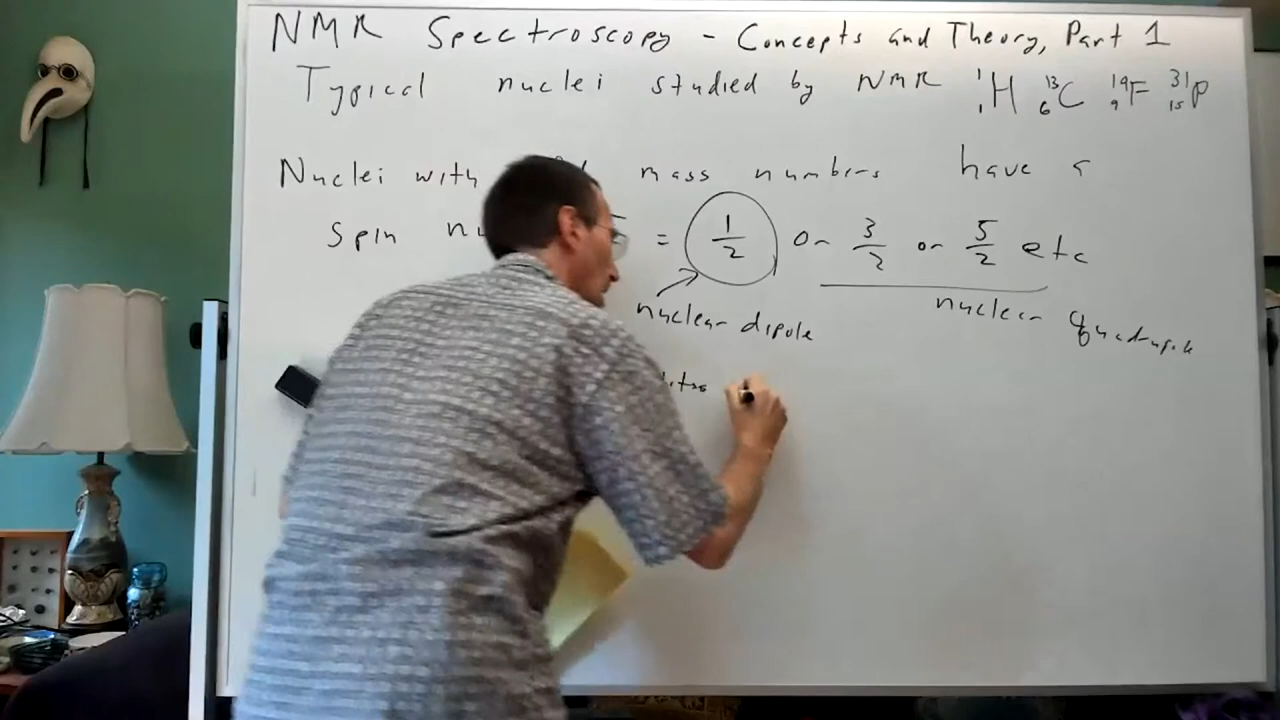 NMR Spectroscopy - Concepts and Theory, Part 1
Typical nuclei studied by NMR ¹₁H ¹³₆C ¹⁹₉F ³¹₁₅P
Nuclei with mass numbers have a
Spin = 1/2 or 3/2 or 5/2 etc
nuclear dipole nuclear quadrupole